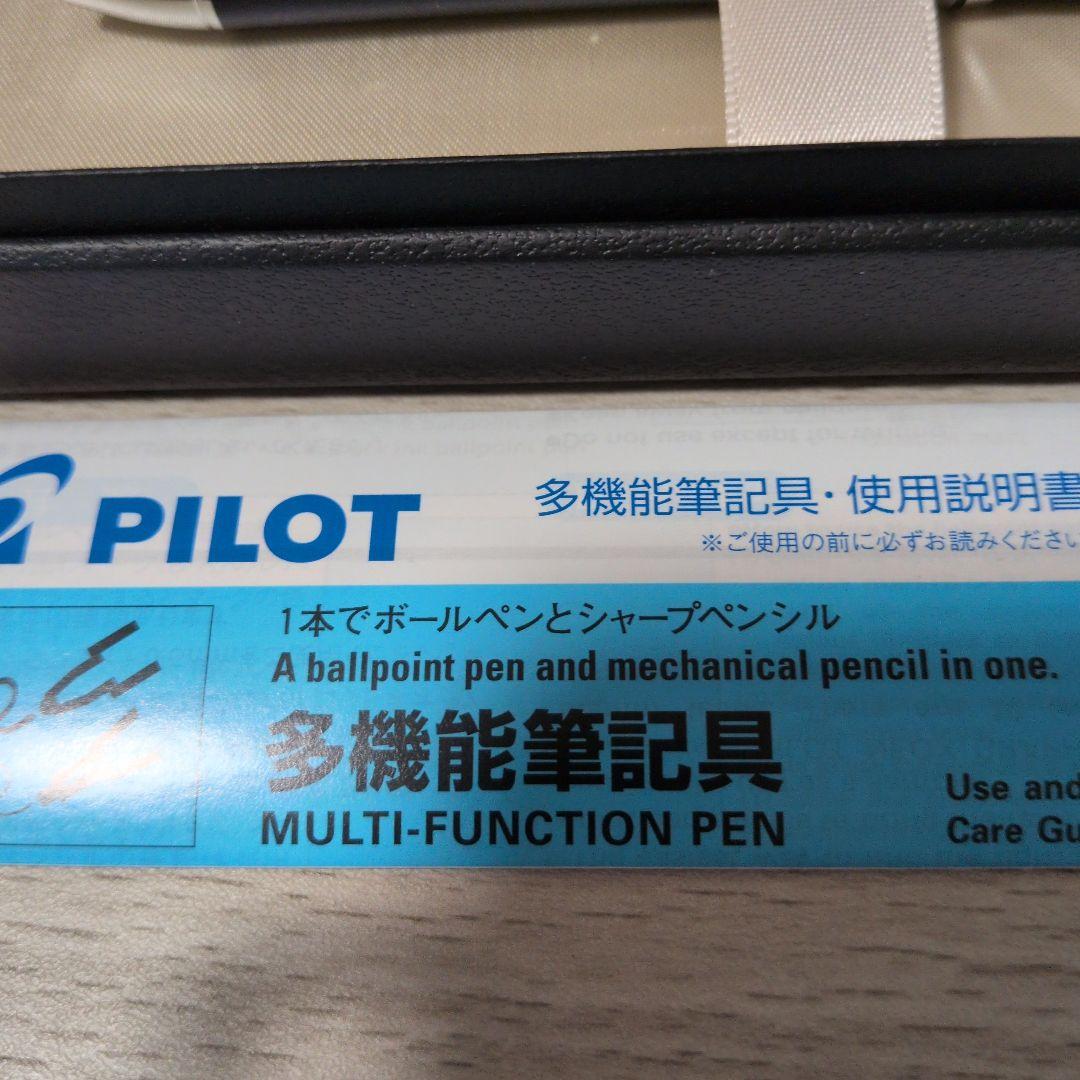 PILOT
多機能筆記具・使用説明書
※ご使用の前に必ずお読みください
1本でボールペンとシャープペンシル
A ballpoint pen and mechanical pencil in one.
多機能筆記具
MULTI-FUNCTION PEN
Use and
Care Gu